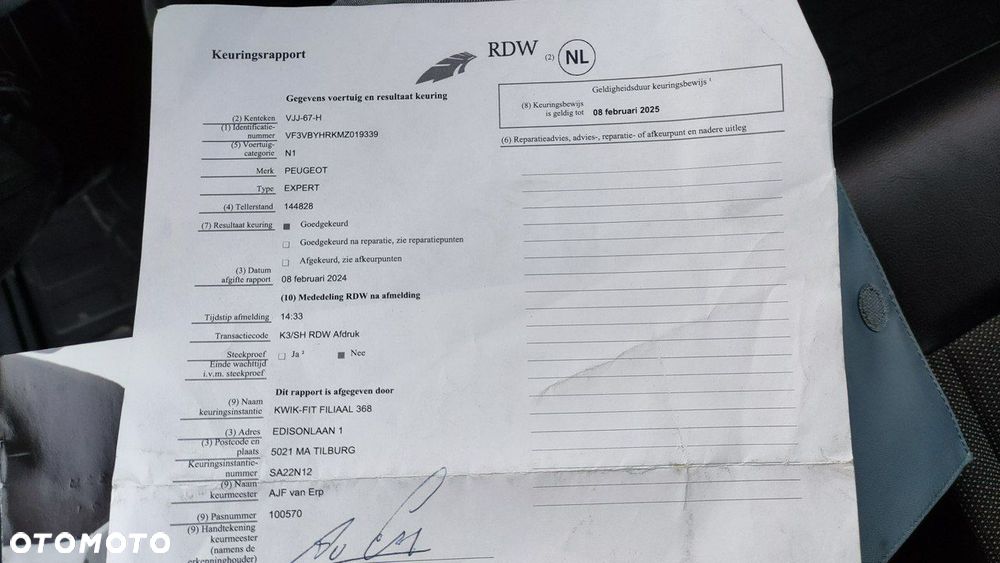 Keuringsrapport
RDW (2) NL
Gegevens voertuig en resultaat keuring
(2) Kenteken VJJ-67-H
(1) Identificatie-
nummer VF3VBYHRKMZ019339
(5) Voertuig-
categorie N1
Merk PEUGEOT
Type EXPERT
(4) Tellerstand 144828
(7) Resultaat keuring Goedgekeurd
Goedgekeurd na reparatie, zie reparatiepunten
Afgekeurd, zie afkeurpunten
(3) Datum
afgifte rapport 08 februari 2024
(10) Mededeling RDW na afmelding
Tijdstip afmelding 14:33
Transactiecode K3/SH RDW Afdruk
Steekproef Ja ² Nee
Einde wachttijd
i.v.m. steekproef
Dit rapport is afgegeven door
(9) Naam
keuringsinstantie KWIK-FIT FILIAAL 368
(3) Adres EDISONLAAN 1
(3) Postcode en
plaats 5021 MA TILBURG
Keuringsinstantie-
nummer SA22N12
(9) Naam
keurmeester AJF van Erp
(9) Pasnummer 100570
(9) Handtekening
keurmeester
(namens de
erkenninghouder)
Geldigheidsduur keuringsbewijs ¹
(8) Keuringsbewijs
is geldig tot 08 februari 2025
(6) Reparatieadvies, advies-, reparatie- of afkeurpunt en nadere uitleg
OTOMOTO